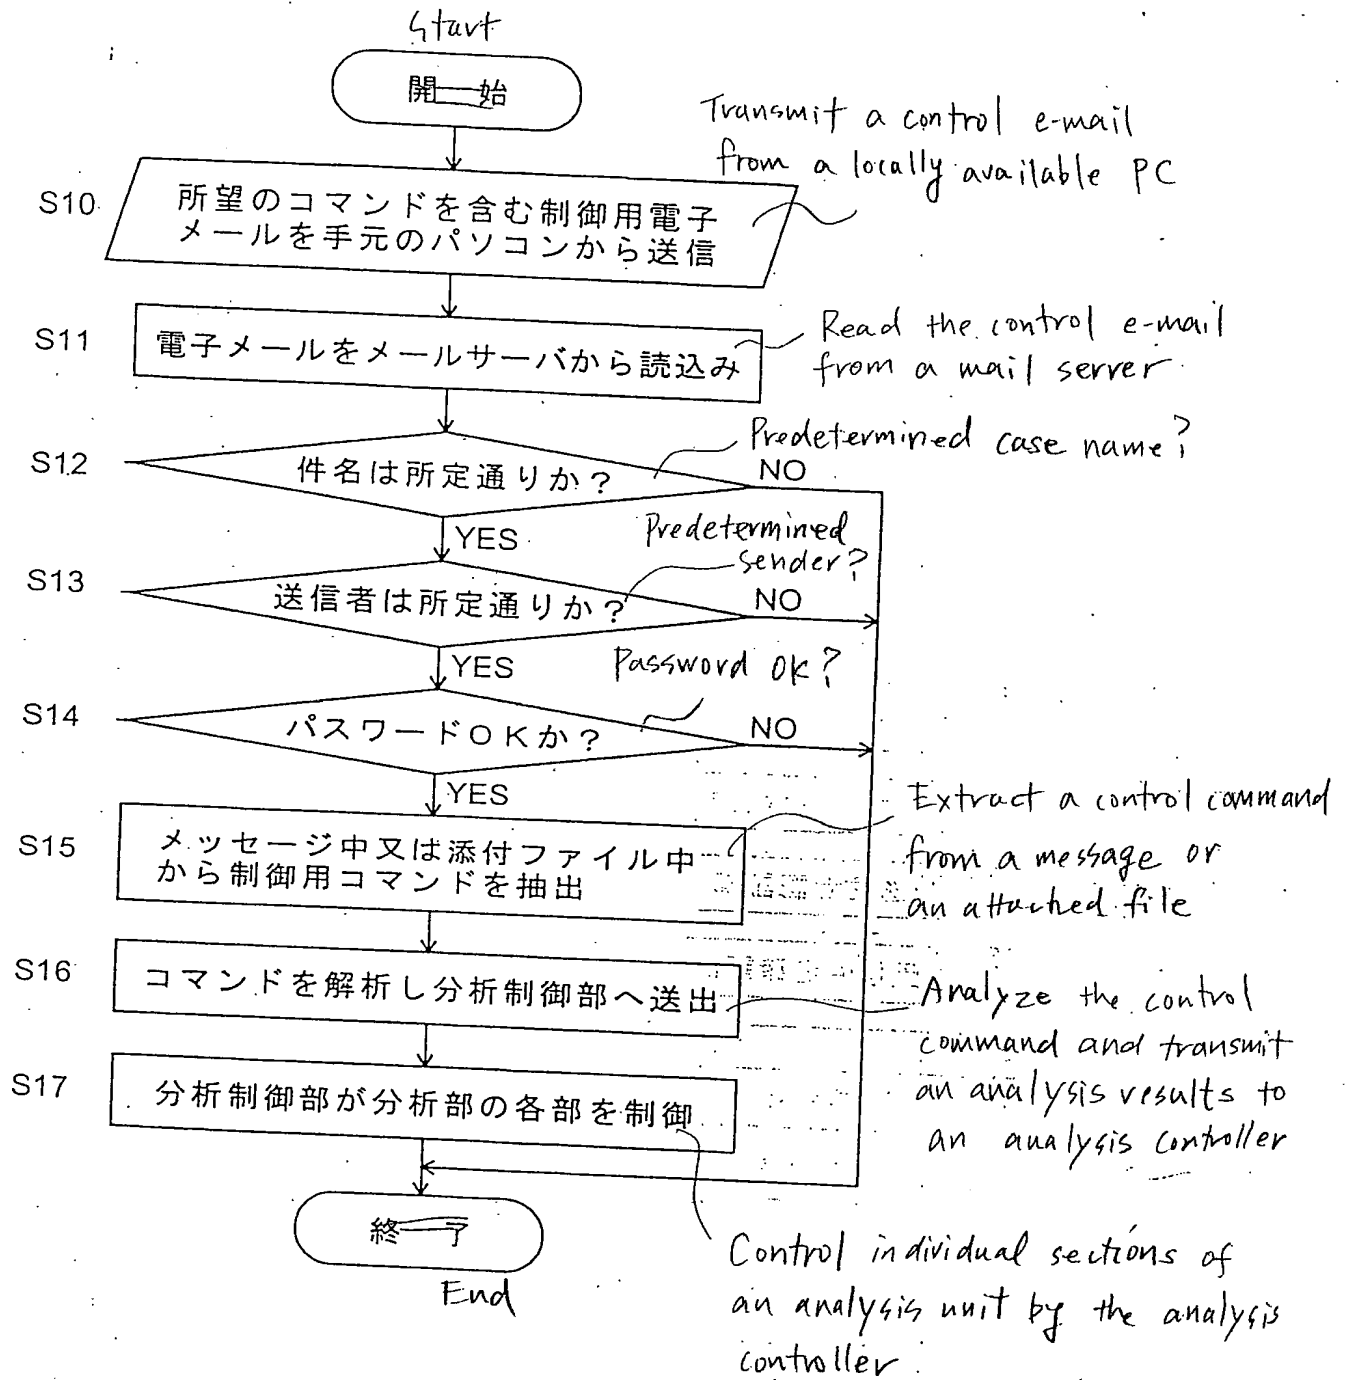 Start
開始
Transmit a control e-mail
from a locally available PC
S10
所望のコマンドを含む制御用電子
メールを手元のパソコンから送信
S11
電子メールをメールサーバから読込み
Read the control e-mail
from a mail server
S12
件名は所定通りか?
Predetermined case name?
NO
YES
Predetermined
sender?
S13
送信者は所定通りか?
NO
YES
Password OK?
S14
パスワードOKか?
NO
YES
S15
メッセージ中又は添付ファイル中
から制御用コマンドを抽出
Extract a control command
from a message or
an attached file
S16
コマンドを解析し分析制御部へ送出
Analyze the control
command and transmit
an analysis results to
an analysis controller
S17
分析制御部が分析部の各部を制御
終了
End
Control individual sections of
an analysis unit by the analysis
controller.